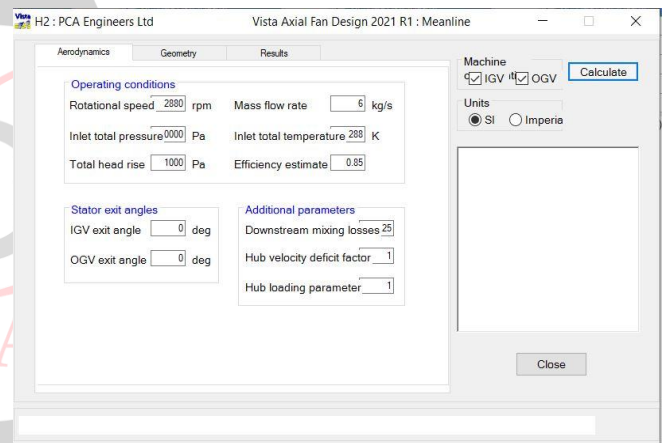 Vista H2 : PCA Engineers Ltd Vista Axial Fan Design 2021 R1 : Meanline
Aerodynamics Geometry Results
Operating conditions
Rotational speed 2880 rpm Mass flow rate 6 kg/s
Inlet total pressure 0000 Pa Inlet total temperature 288 K
Total head rise 1000 Pa Efficiency estimate 0.85
Stator exit angles
IGV exit angle 0 deg
OGV exit angle 0 deg
Additional parameters
Downstream mixing losses 25
Hub velocity deficit factor 1
Hub loading parameter 1
Machine
IGV OGV
Calculate
Units
SI Imperia
Close